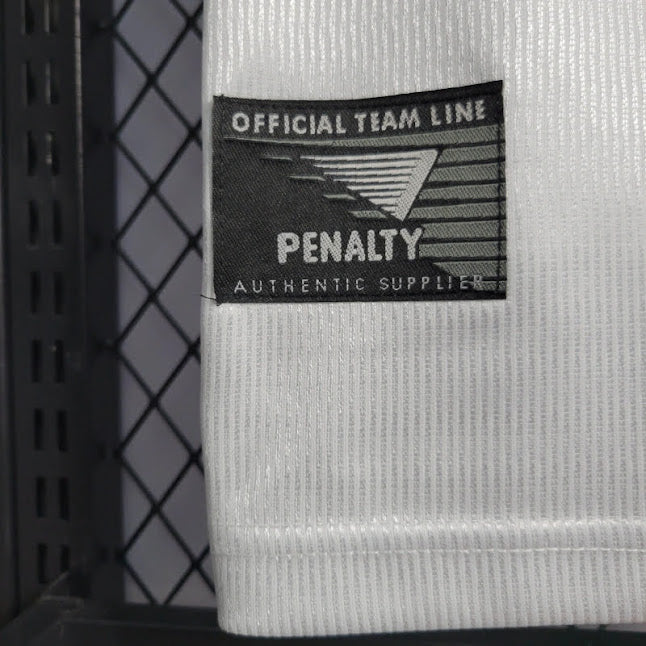 OFFICIAL TEAM LINE
PENALTY
AUTHENTIC SUPPLIER